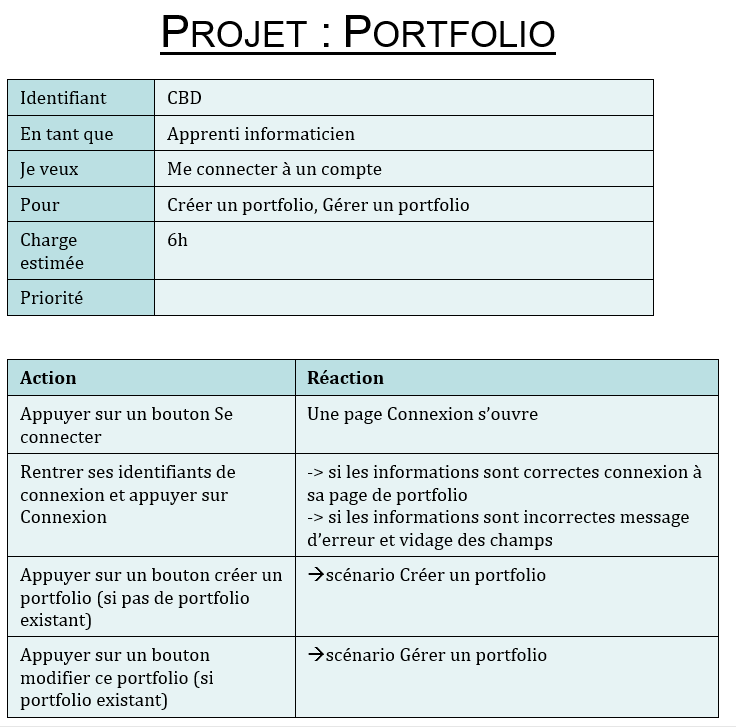 PROJET : PORTFOLIO
Identifiant CBD
En tant que Apprenti informaticien
Je veux Me connecter à un compte
Pour Créer un portfolio, Gérer un portfolio
Charge estimée 6h
Priorité
Action Réaction
Appuyer sur un bouton Se
connecter
Une page Connexion s’ouvre
Rentrer ses identifiants de
connexion et appuyer sur
Connexion
-> si les informations sont correctes connexion à
sa page de portfolio
-> si les informations sont incorrectes message
d’erreur et vidage des champs
Appuyer sur un bouton créer un
portfolio (si pas de portfolio
existant)
→scénario Créer un portfolio
Appuyer sur un bouton
modifier ce portfolio (si
portfolio existant)
→scénario Gérer un portfolio